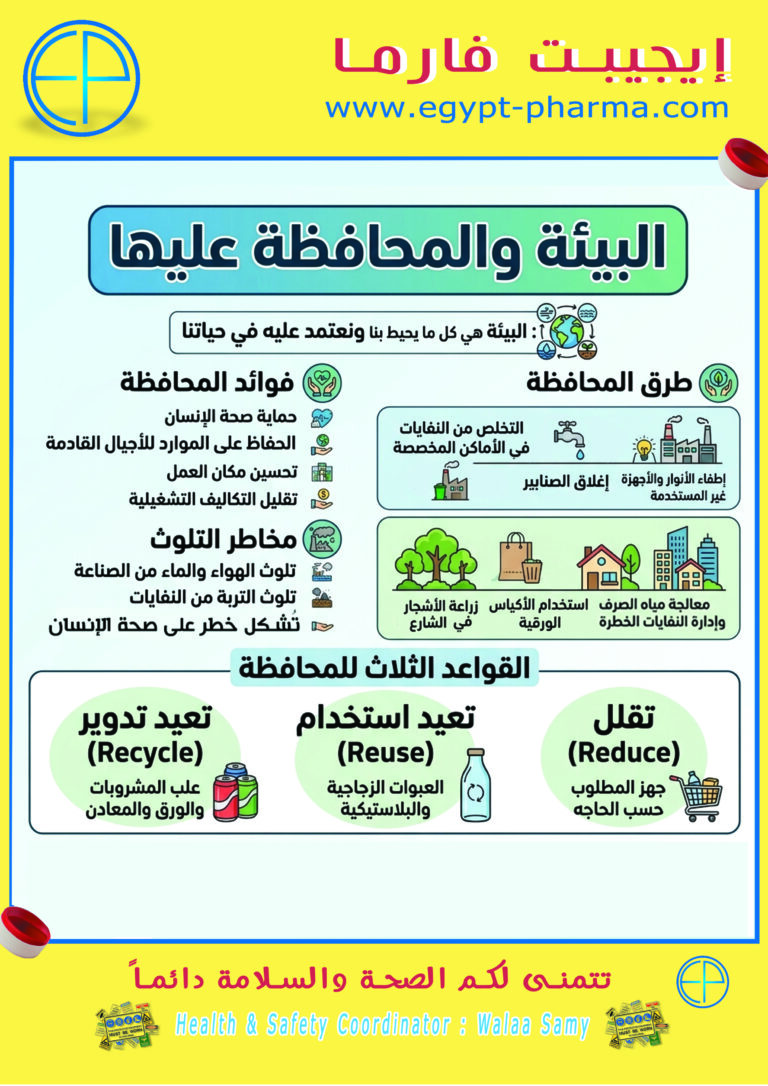 إيجيبت فارما
www.egypt-pharma.com
البيئة والمحافظة عليها
: البيئة هي كل ما يحيط بنا ونعتمد عليه في حياتنا
طرق المحافظة
التخلص من النفايات
في الأماكن المخصصة
إطفاء الأنوار والأجهزة
غير المستخدمة
إغلاق الصنابير
معالجة مياه الصرف
وإدارة النفايات الخطرة
استخدام الأكياس
الورقية
زراعة الأشجار
في الشارع
فوائد المحافظة
حماية صحة الإنسان
الحفاظ على الموارد للأجيال القادمة
تحسين مكان العمل
تقليل التكاليف التشغيلية
مخاطر التلوث
تلوث الهواء والماء من الصناعة
تلوث التربة من النفايات
تُشكل خطر على صحة الإنسان
القواعد الثلاث للمحافظة
تقلل
(Reduce)
جهز المطلوب
حسب الحاجه
تعيد استخدام
(Reuse)
العبوات الزجاجية
والبلاستيكية
تعيد تدوير
(Recycle)
علب المشروبات
والورق والمعادن
تتمنى لكم الصحة والسلامة دائماً
Health & Safety Coordinator : Walaa Samy